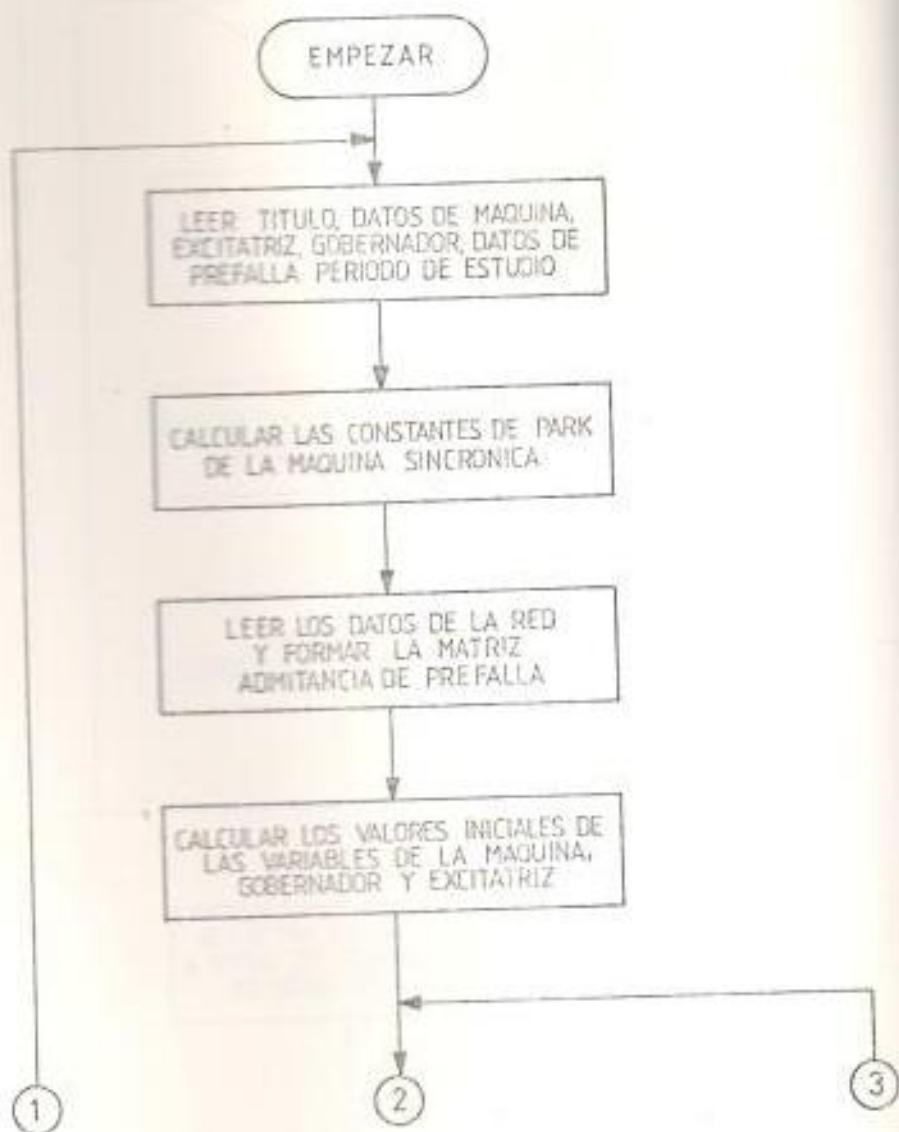 EMPEZAR
LEER TITULO, DATOS DE MAQUINA,
EXCITATRIZ, GOBERNADOR, DATOS DE
PREFALLA PERIODO DE ESTUDIO
CALCULAR LAS CONSTANTES DE PARK
DE LA MAQUINA SINCRONICA
LEER LOS DATOS DE LA RED
Y FORMAR LA MATRIZ
ADMITANCIA DE PREFALLA
CALCULAR LOS VALORES INICIALES DE
LAS VARIABLES DE LA MAQUINA,
GOBERNADOR Y EXCITATRIZ
1
2
3